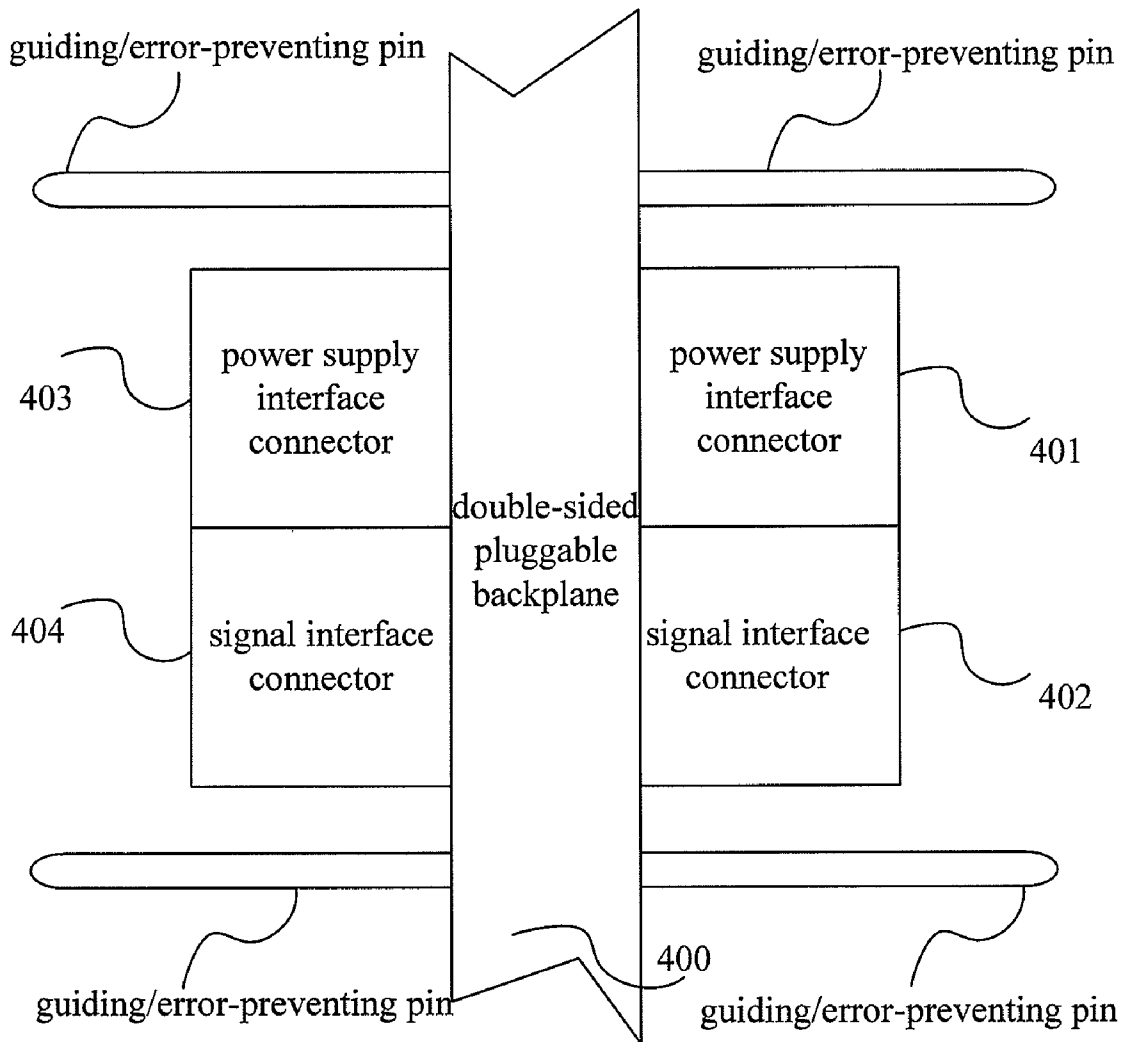 guiding/error-preventing pin
guiding/error-preventing pin
power supply
interface
connector
power supply
interface
connector
403
401
double-sided
pluggable
backplane
signal interface
connector
signal interface
connector
404
402
400
guiding/error-preventing pin
guiding/error-preventing pin